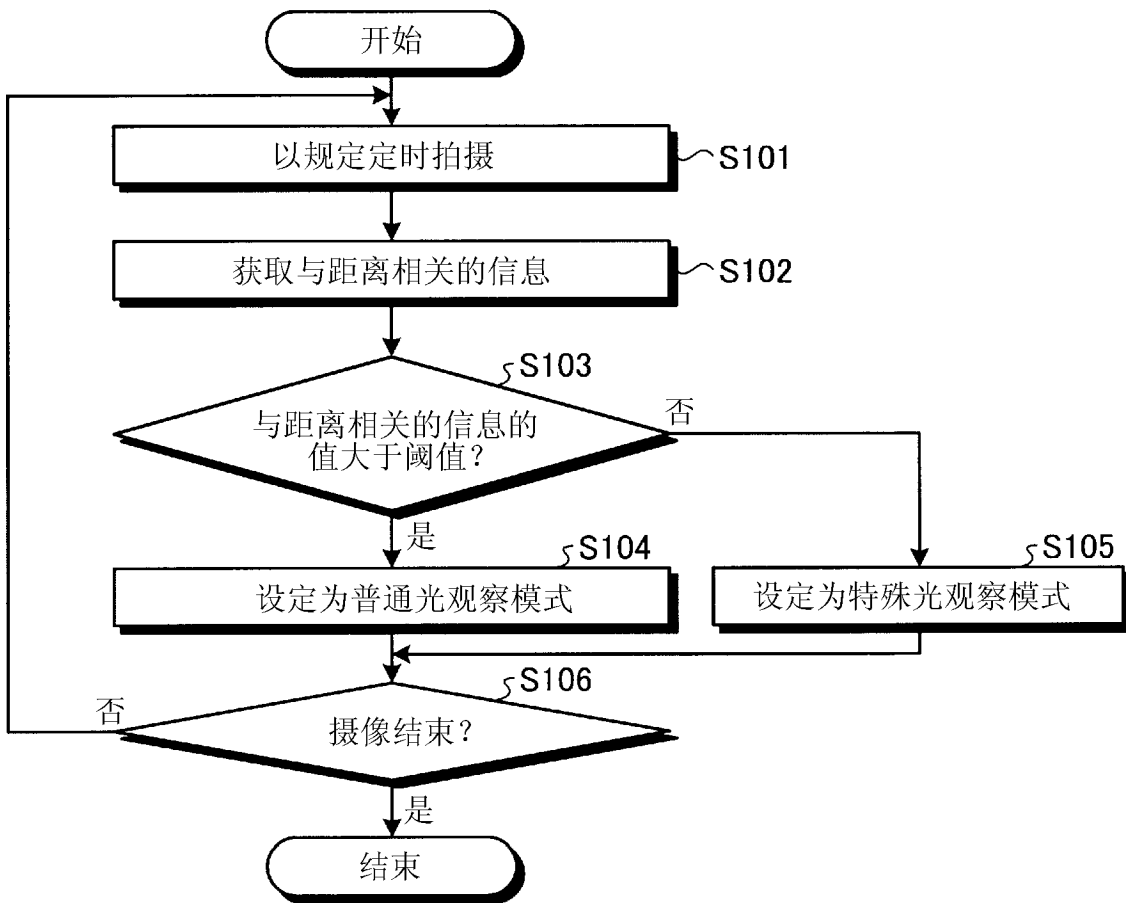 开始
以规定定时拍摄
S101
获取与距离相关的信息
S102
S103
与距离相关的信息的
值大于阈值？
否
是
S104
设定为普通光观察模式
S105
设定为特殊光观察模式
S106
否
摄像结束？
是
结束